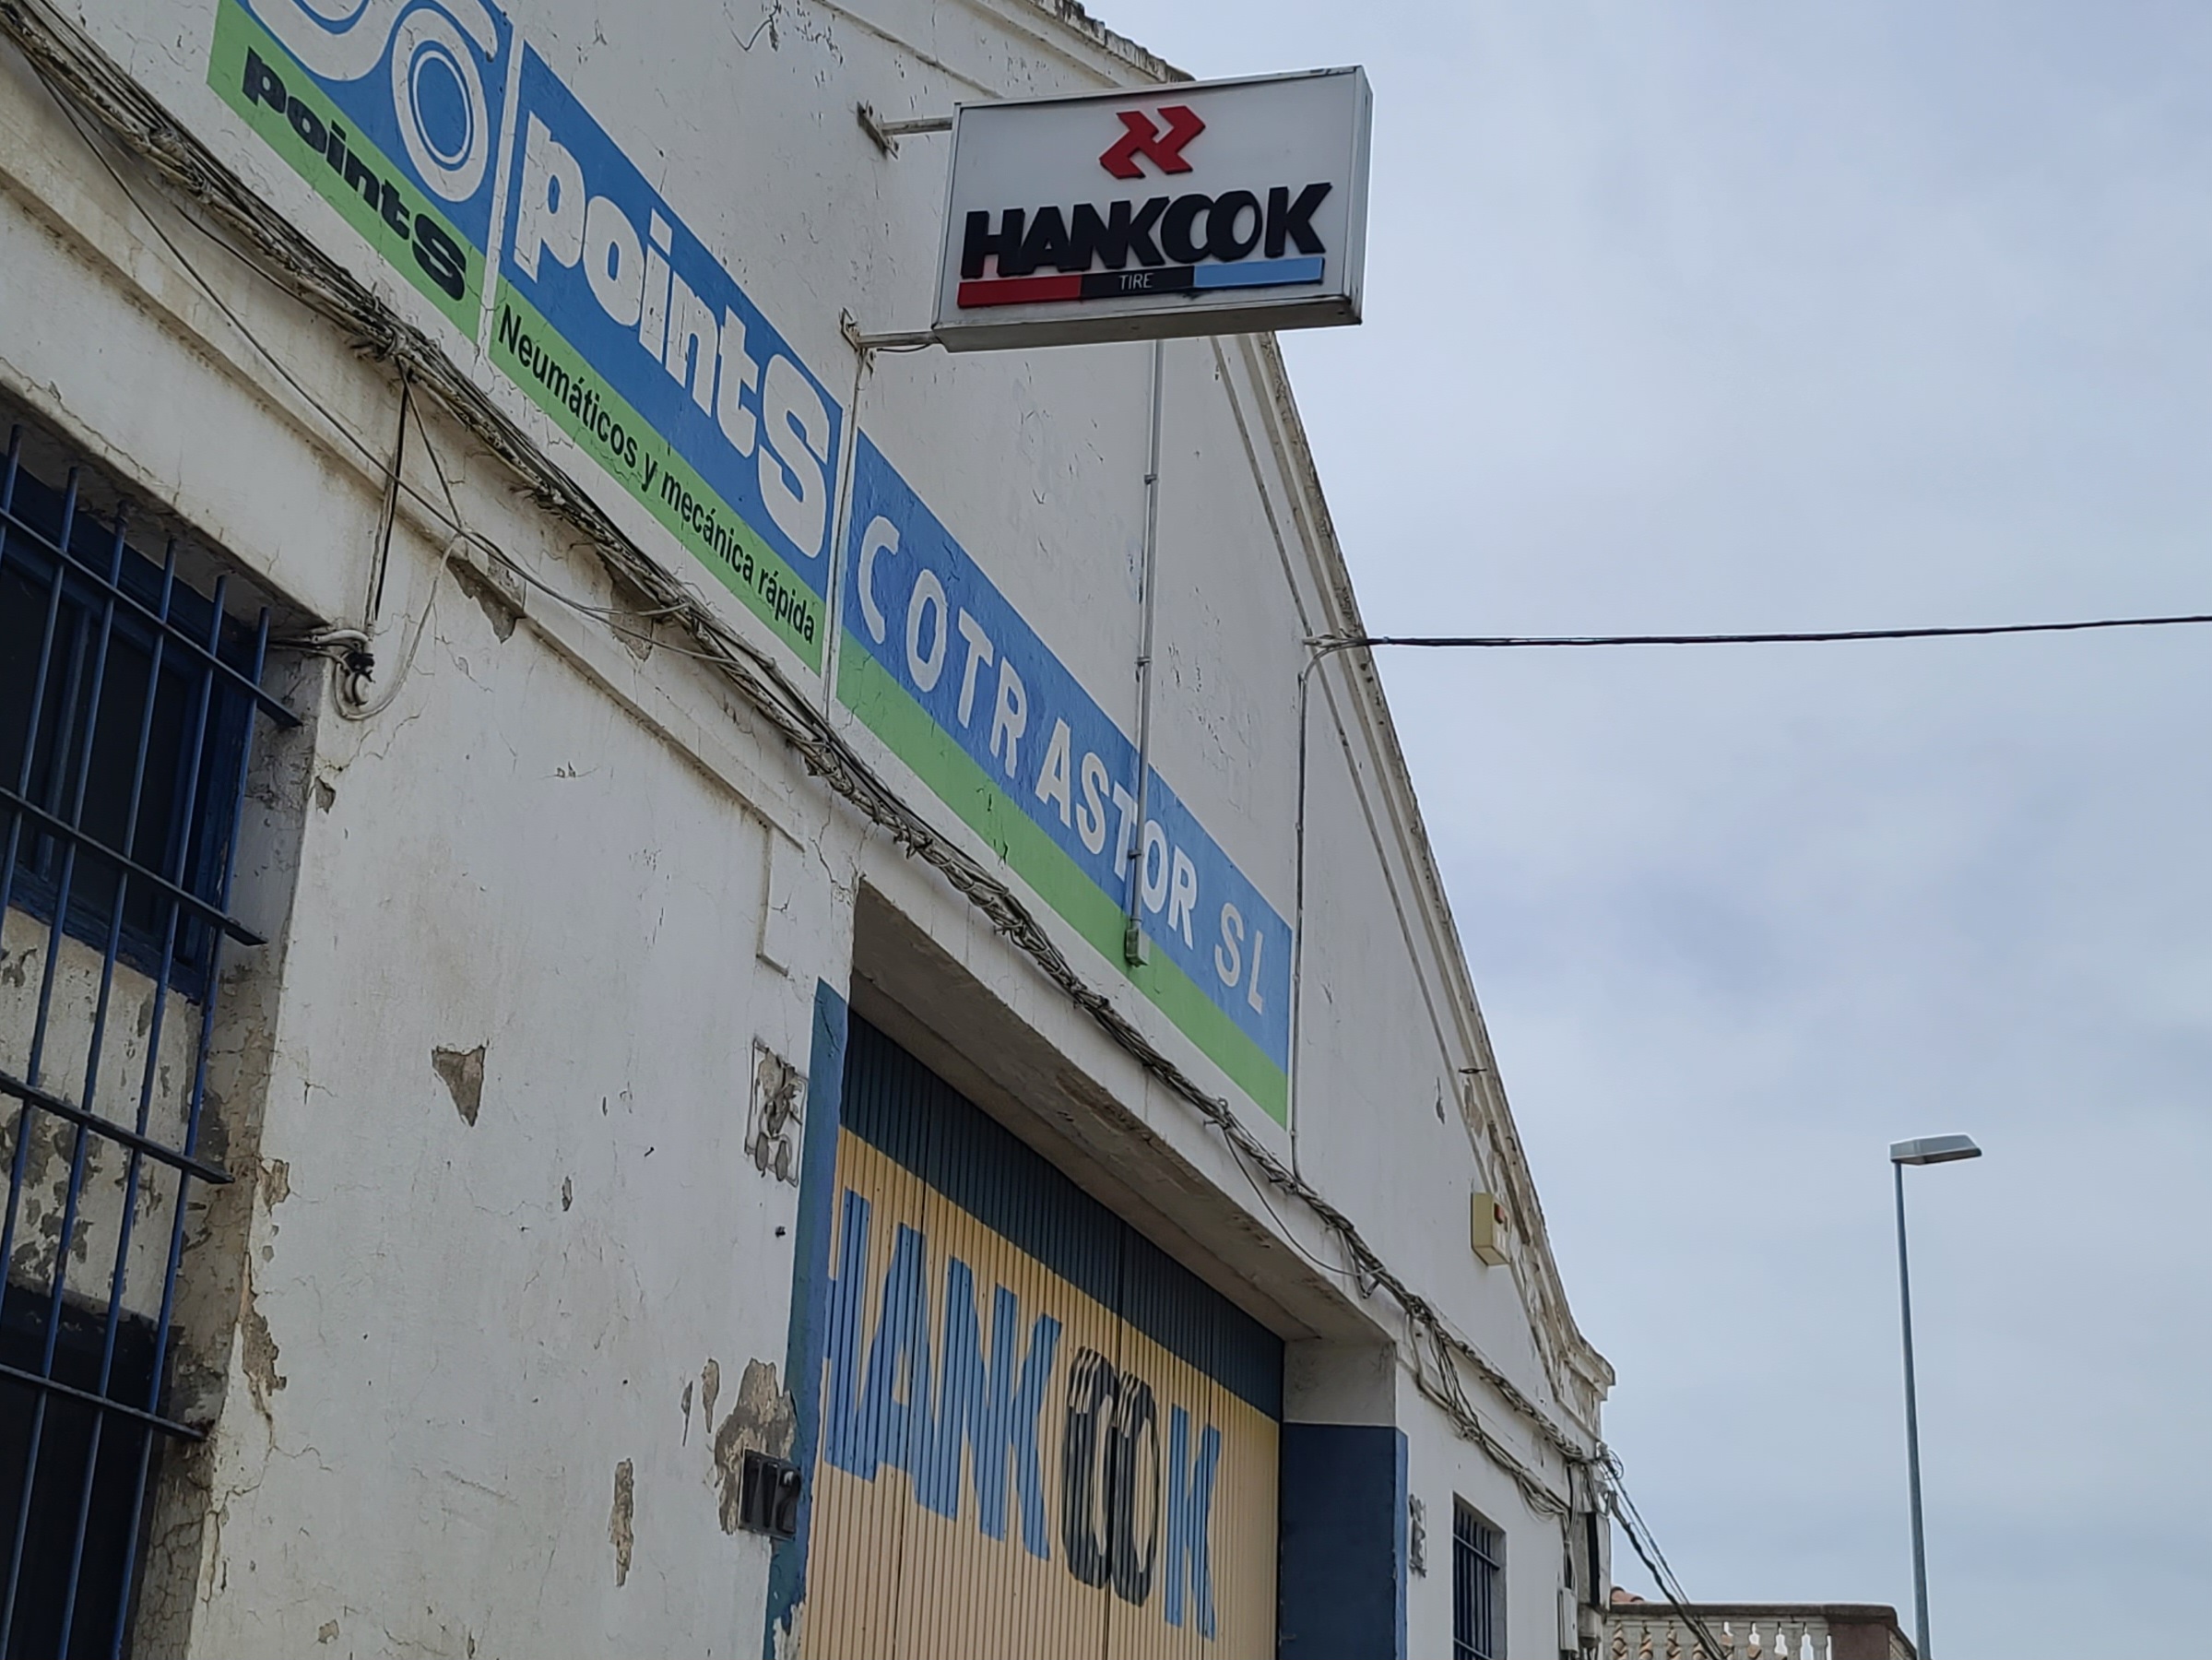 HANKOOK
TIRE
pointS
pointS
Neumáticos y mecánica rápida
COTRASTOR SL
HANKOOK